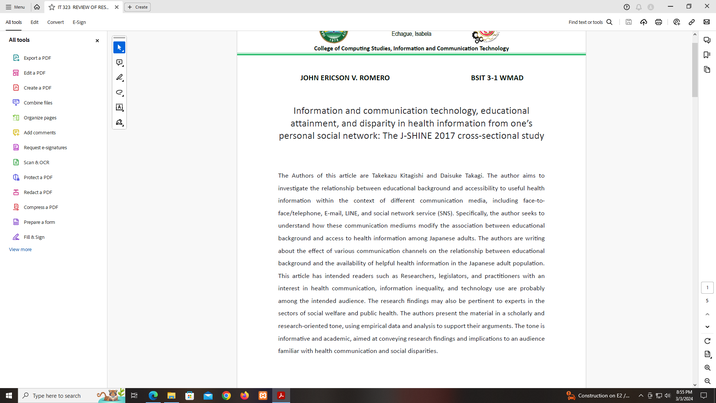 Menu
IT 323 REVIEW OF RES...
Create
All tools
Edit
Convert
E-Sign
Find text or tools
All tools
Export a PDF
Edit a PDF
Create a PDF
Combine files
Organize pages
Add comments
Request e-signatures
Scan & OCR
Protect a PDF
Redact a PDF
Compress a PDF
Prepare a form
Fill & Sign
View more
Echague, Isabela
College of Computing Studies, Information and Communication Technology
JOHN ERICSON V. ROMERO BSIT 3-1 WMAD
Information and communication technology, educational
attainment, and disparity in health information from one's
personal social network: The J-SHINE 2017 cross-sectional study
The Authors of this article are Takekazu Kitagishi and Daisuke Takagi. The author aims to
investigate the relationship between educational background and accessibility to useful health
information within the context of different communication media, including face-to-
face/telephone, E-mail, LINE, and social network service (SNS). Specifically, the author seeks to
understand how these communication mediums modify the association between educational
background and access to health information among Japanese adults. The authors are writing
about the effect of various communication channels on the relationship between educational
background and the availability of helpful health information in the Japanese adult population.
This article has intended readers such as Researchers, legislators, and practitioners with an
interest in health communication, information inequality, and technology use are probably
among the intended audience. The research findings may also be pertinent to experts in the
sectors of social welfare and public health. The authors present the material in a scholarly and
research-oriented tone, using empirical data and analysis to support their arguments. The tone is
informative and academic, aimed at conveying research findings and implications to an audience
familiar with health communication and social disparities.
1
5
Type here to search
Construction on E2 /...
8:55 PM
5/3/2024